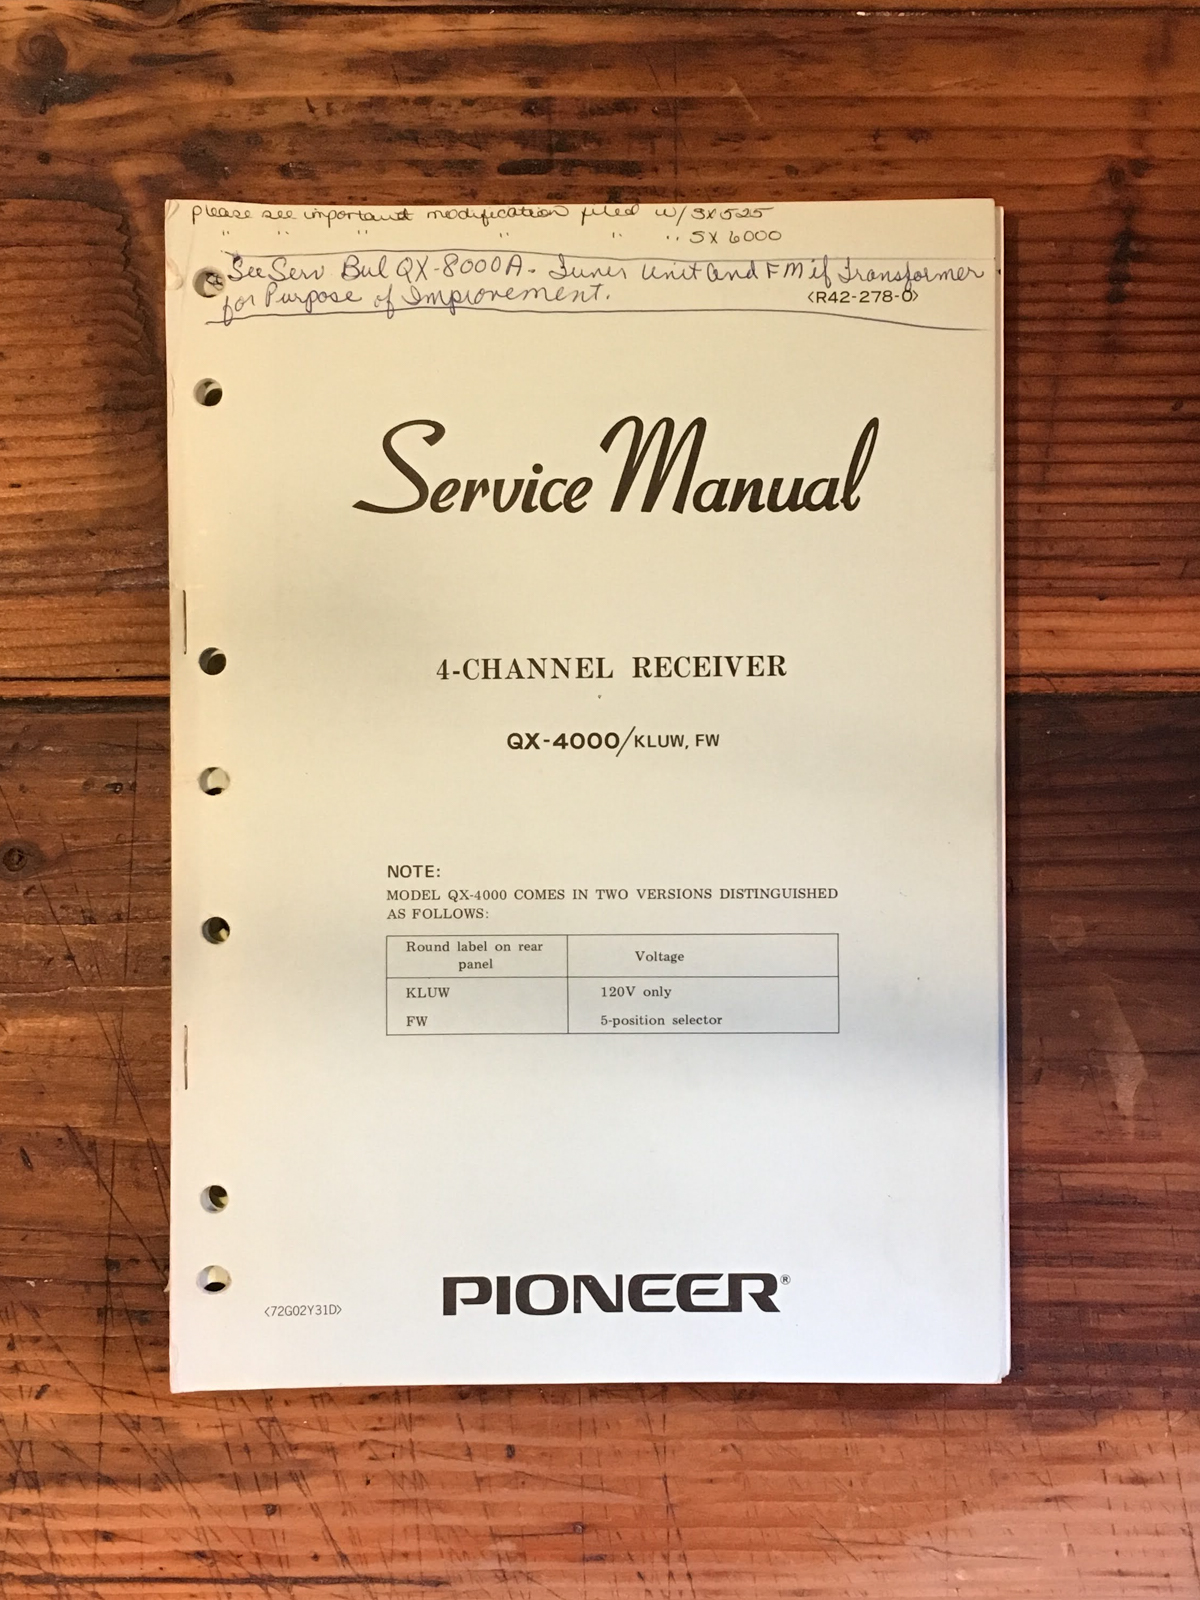 please see important modification filed w/ SX525
" " " " " " SX 6000
See Serv Bul QX-8000A - Tuner Unit and FM if Transformer
for Purpose of Improvement.
<R42-278-0>
Service Manual
4-CHANNEL RECEIVER
QX-4000/KLUW, FW
NOTE:
MODEL QX-4000 COMES IN TWO VERSIONS DISTINGUISHED
AS FOLLOWS:
Round label on rear
panel
Voltage
KLUW 120V only
FW 5-position selector
<72G02Y31D>
PIONEER®